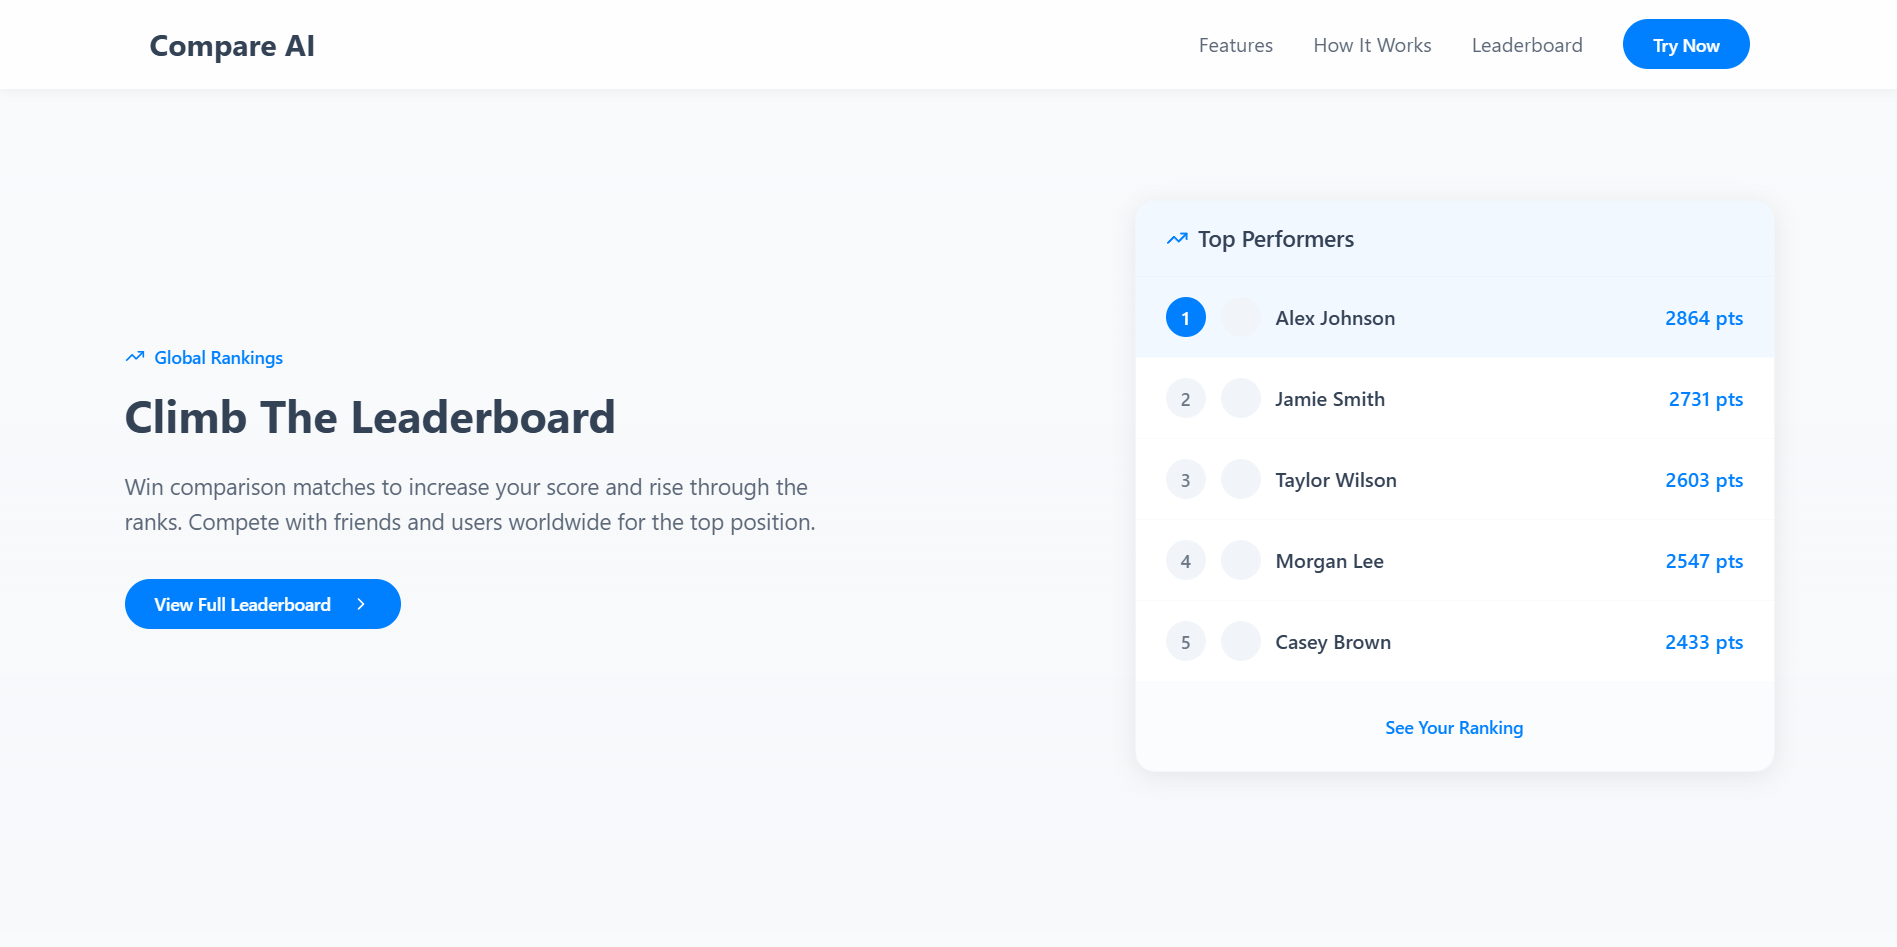 Compare AI
Features
How It Works
Leaderboard
Try Now
Global Rankings
Climb The Leaderboard
Win comparison matches to increase your score and rise through the
ranks. Compete with friends and users worldwide for the top position.
View Full Leaderboard
Top Performers
1 Alex Johnson 2864 pts
2 Jamie Smith 2731 pts
3 Taylor Wilson 2603 pts
4 Morgan Lee 2547 pts
5 Casey Brown 2433 pts
See Your Ranking